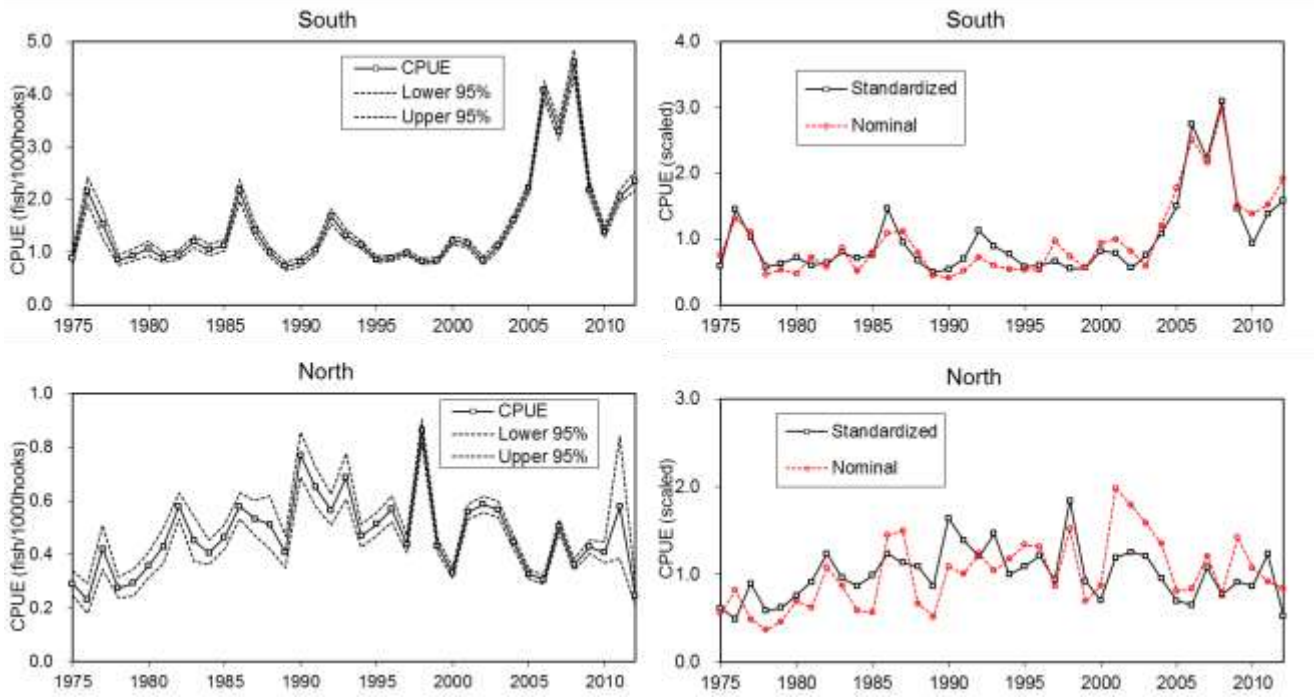 South
CPUE (fish/1000hooks)
5.0
4.0
3.0
2.0
1.0
0.0
CPUE
Lower 95%
Upper 95%
1975 1980 1985 1990 1995 2000 2005 2010
South
CPUE (scaled)
4.0
3.0
2.0
1.0
0.0
Standardized
Nominal
1975 1980 1985 1990 1995 2000 2005 2010
North
CPUE (fish/1000hooks)
1.0
0.8
0.6
0.4
0.2
0.0
CPUE
Lower 95%
Upper 95%
1975 1980 1985 1990 1995 2000 2005 2010
North
CPUE (scaled)
3.0
2.0
1.0
0.0
Standardized
Nominal
1975 1980 1985 1990 1995 2000 2005 2010